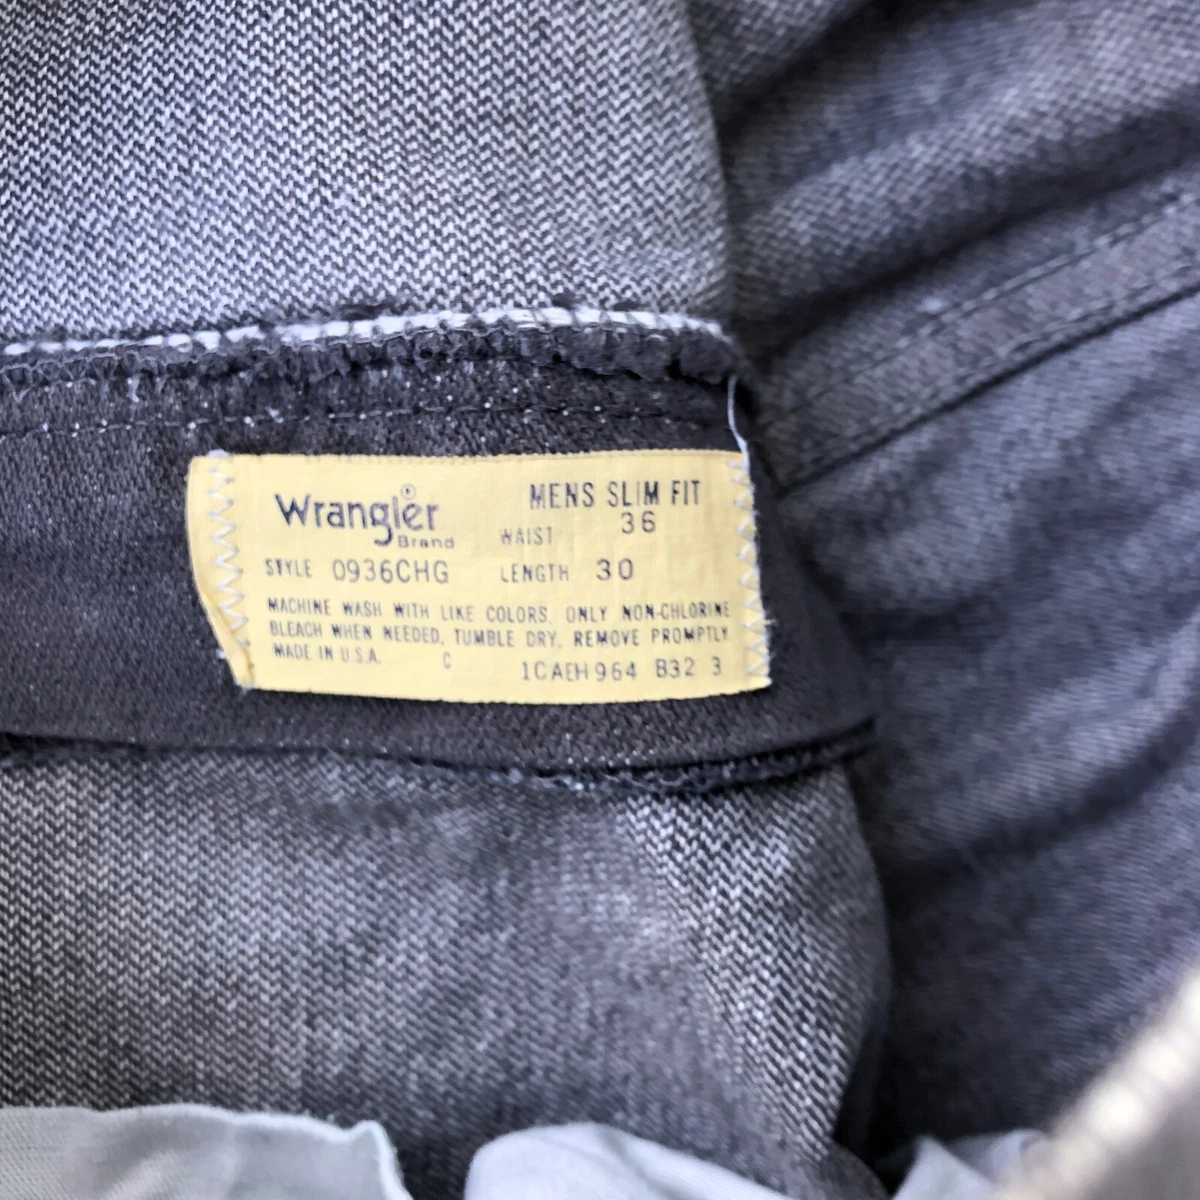 Wrangler®
Brand
MENS SLIM FIT
WAIST 36
STYLE 0936CHG
LENGTH 30
MACHINE WASH WITH LIKE COLORS. ONLY NON-CHLORINE
BLEACH WHEN NEEDED. TUMBLE DRY. REMOVE PROMPTLY.
MADE IN U.S.A. C
1CAEH964 B32 3